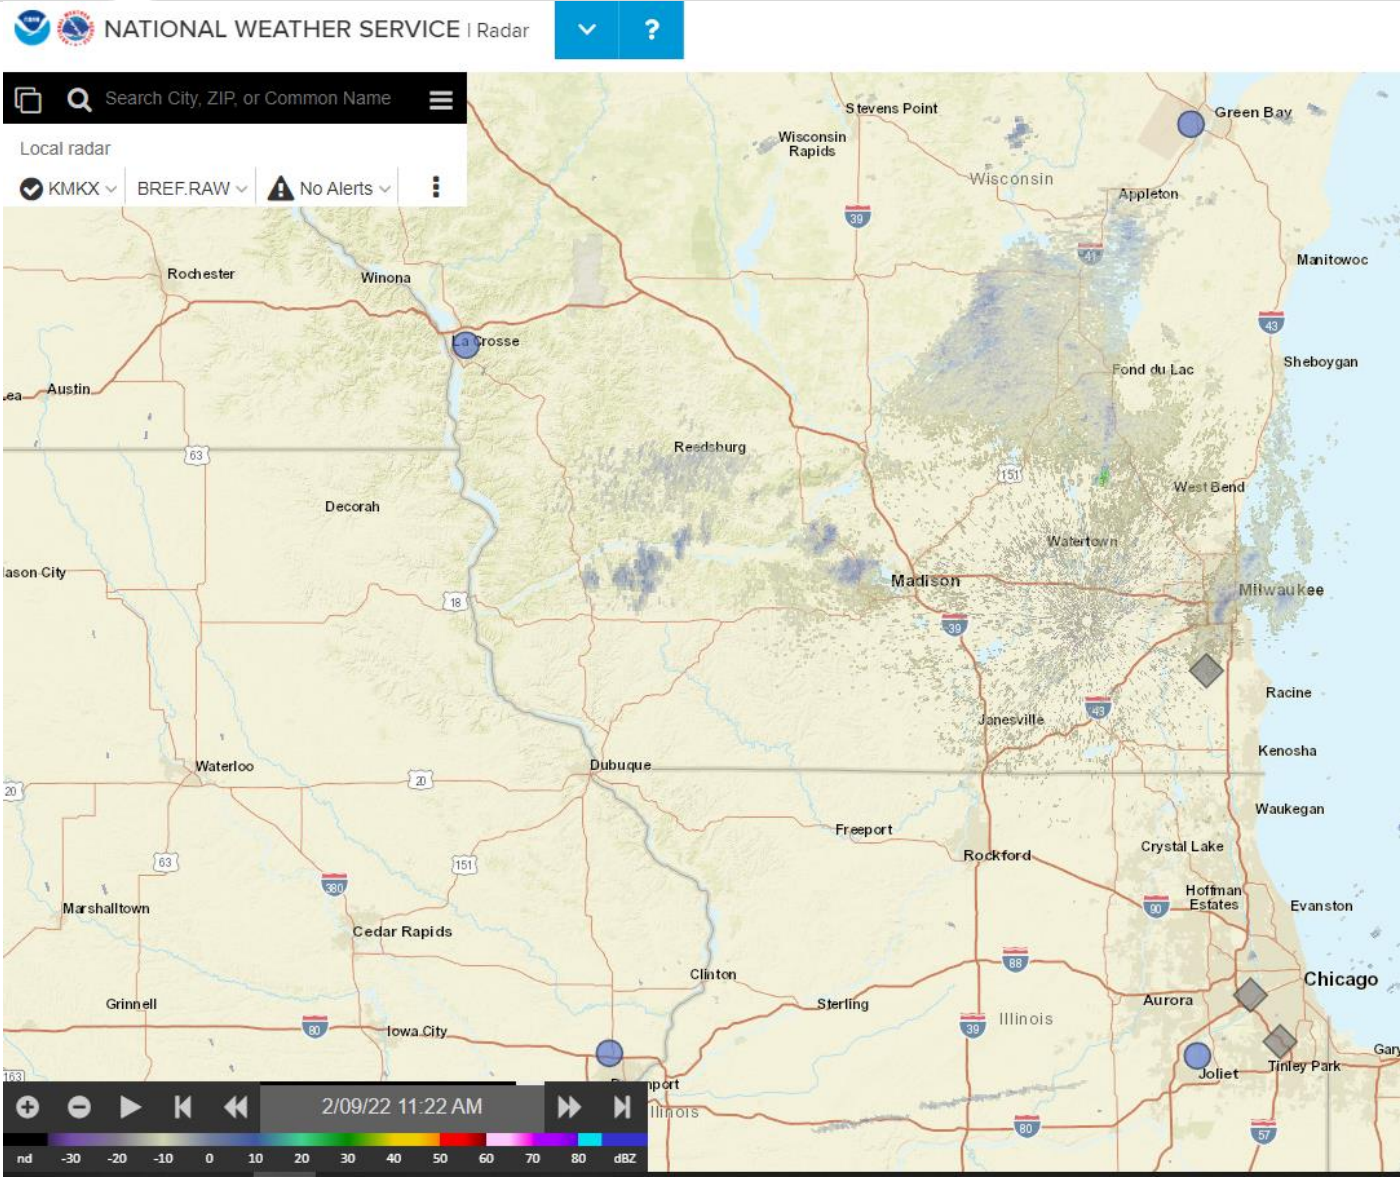 NATIONAL WEATHER SERVICE | Radar
?
Search City, ZIP, or Common Name
Local radar
KMKX
BREF.RAW
No Alerts
Stevens Point
Green Bay
Wisconsin
Rapids
Wisconsin
Appleton
39
41
Manitowoc
Rochester
Winona
43
La Crosse
Sheboygan
Fond du Lac
Austin
Reedsburg
63
151
West Bend
Decorah
Watertown
Madison
Milwaukee
18
39
Racine
43
Janesville
Kenosha
Waterloo
Dubuque
20
20
Waukegan
Freeport
Crystal Lake
Rockford
63
151
380
Hoffman
Estates
90
Evanston
Marshalltown
Cedar Rapids
88
Clinton
Chicago
Grinnell
Sterling
Aurora
Illinois
80
Iowa City
39
Gary
Tinley Park
Joliet
163
2/09/22 11:22 AM
80
57
nd -30 -20 -10 0 10 20 30 40 50 60 70 80 dBZ